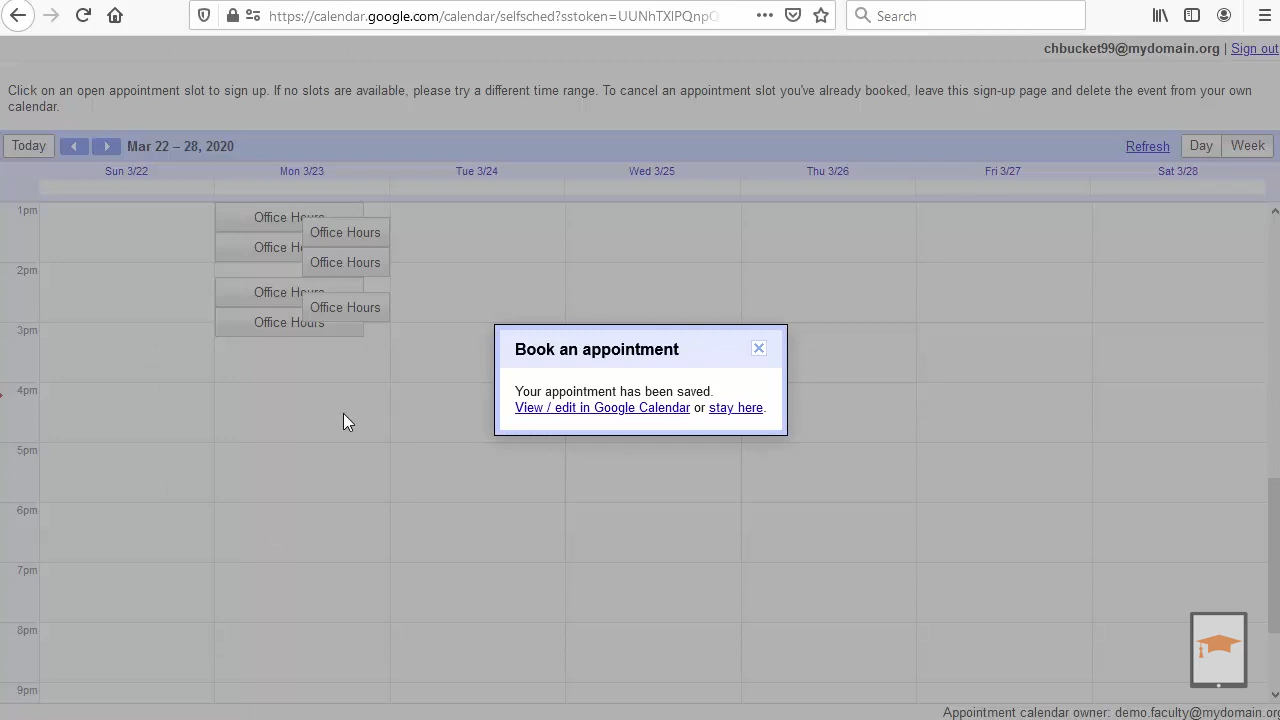 https://calendar.google.com/calendar/selfsched?sstoken=UUNhTXlPQnpQ
Search
chbucket99@mydomain.org | Sign out
Click on an open appointment slot to sign up. If no slots are available, please try a different time range. To cancel an appointment slot you've already booked, leave this sign-up page and delete the event from your own
calendar.
Today
Mar 22 – 28, 2020
Refresh
Day
Week
Sun 3/22
Mon 3/23
Tue 3/24
Wed 3/25
Thu 3/26
Fri 3/27
Sat 3/28
1pm
Office Hours
Office Hours
Office Ho
Office Hours
2pm
Office Hours
Office Hours
Office Hours
3pm
Book an appointment
Your appointment has been saved.
View / edit in Google Calendar or stay here.
4pm
5pm
6pm
7pm
8pm
9pm
Appointment calendar owner: demo.faculty@mydomain.org